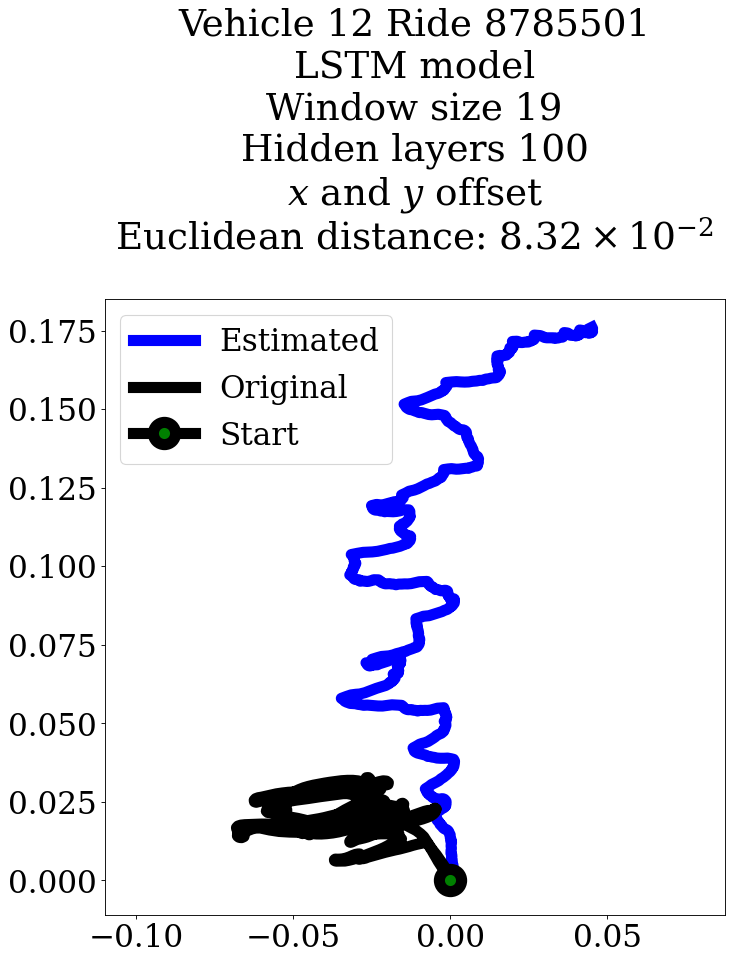 Vehicle 12 Ride 8785501
LSTM model
Window size 19
Hidden layers 100
x and y offset
Euclidean distance: 8.32 × 10⁻²
Estimated
Original
Start
0.175
0.150
0.125
0.100
0.075
0.050
0.025
0.000
−0.10 −0.05 0.00 0.05